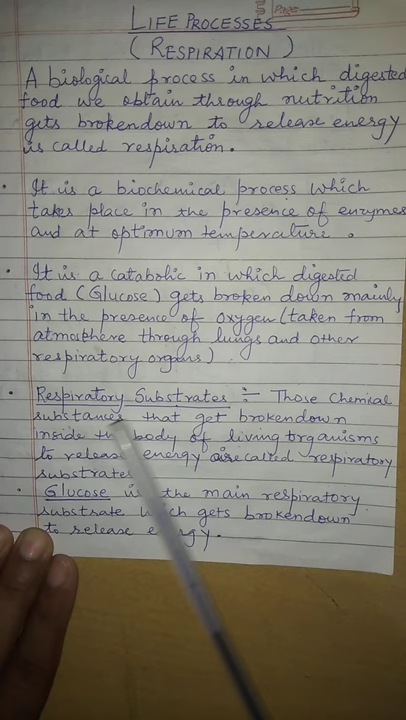 Page:
LIFE PROCESSES
( RESPIRATION )
A biological process in which digested
food we obtain through nutrition
gets brokendown to release energy
is called respiration.
• It is a biochemical process which
takes place in the presence of enzymes
and at optimum temperature.
• It is a catabolic in which digested
food (Glucose) gets broken down mainly
in the presence of oxygen (taken from
atmosphere through lungs and other
respiratory organs)
• Respiratory Substrates :- Those Chemical
substances that get brokendown
inside the body of living organisms
to release energy are called respiratory
substrates
• Glucose is the main respiratory
substrate which gets brokendown
to release energy.